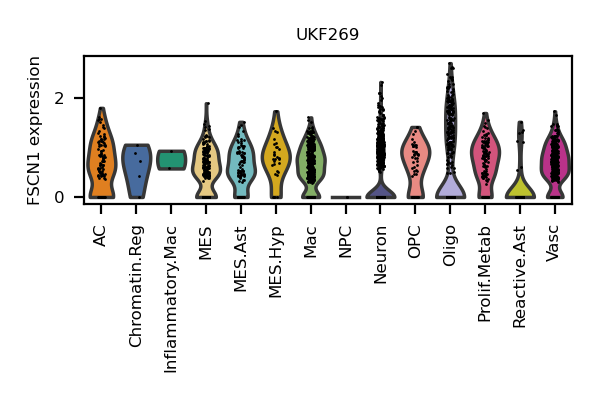 UKF269
FSCN1 expression
2
0
AC
Chromatin.Reg
Inflammatory.Mac
MES
MES.Ast
MES.Hyp
Mac
NPC
Neuron
OPC
Oligo
Prolif.Metab
Reactive.Ast
Vasc